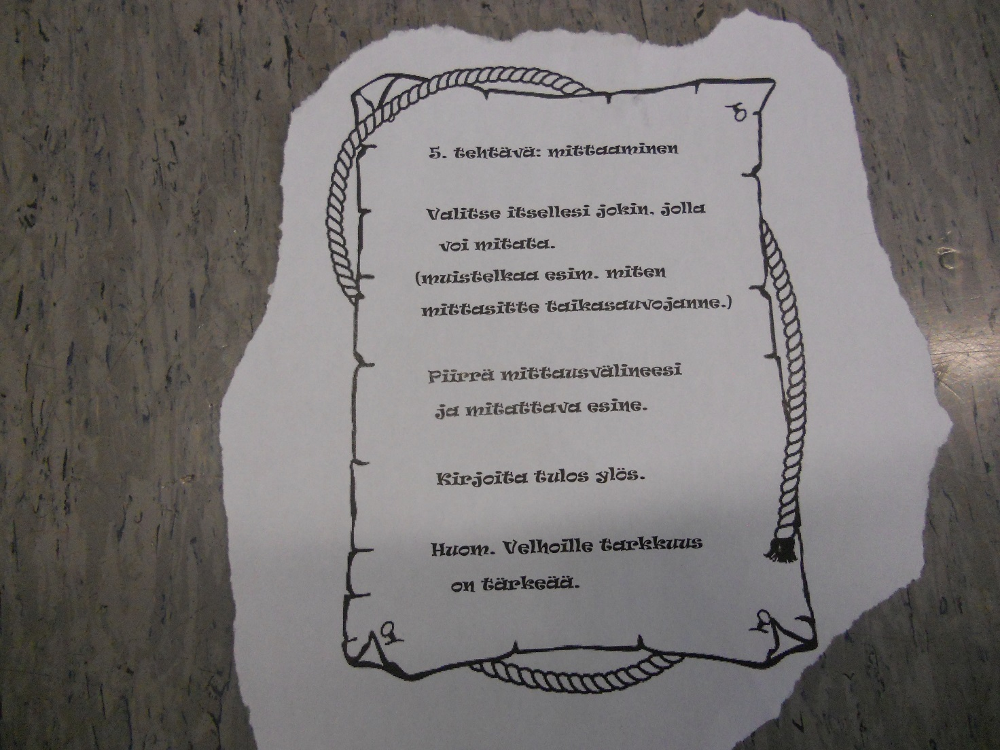 5. tehtävä: mittaaminen
Valitse itsellesi jokin, jolla
voi mitata.
(muistelkaa esim. miten
mittasitte taikasauvojanne.)
Piirrä mittausvälineesi
ja mitattava esine.
Kirjoita tulos ylös.
Huom. Velhoille tarkkuus
on tärkeää.